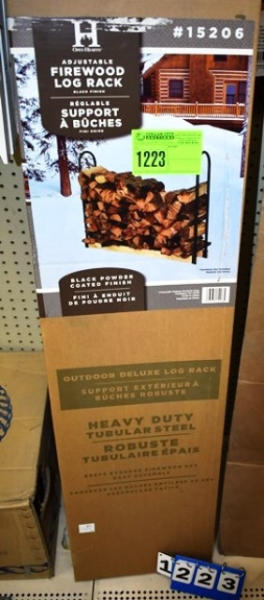 H
#15206
ADJUSTABLE
FIREWOOD
LOG RACK
BLACK FINISH
RÉGLABLE
SUPPORT
À BÛCHES
FINI NOIR
1223
BLACK POWDER
COATED FINISH
FINI À ENDUIT
DE POUDRE NOIR
OUTDOOR DELUXE LOG RACK
SUPPORT EXTÉRIEUR À
BÛCHES ROBUSTE
HEAVY DUTY
TUBULAR STEEL
ROBUSTE
TUBULAIRE ÉPAIS
1223